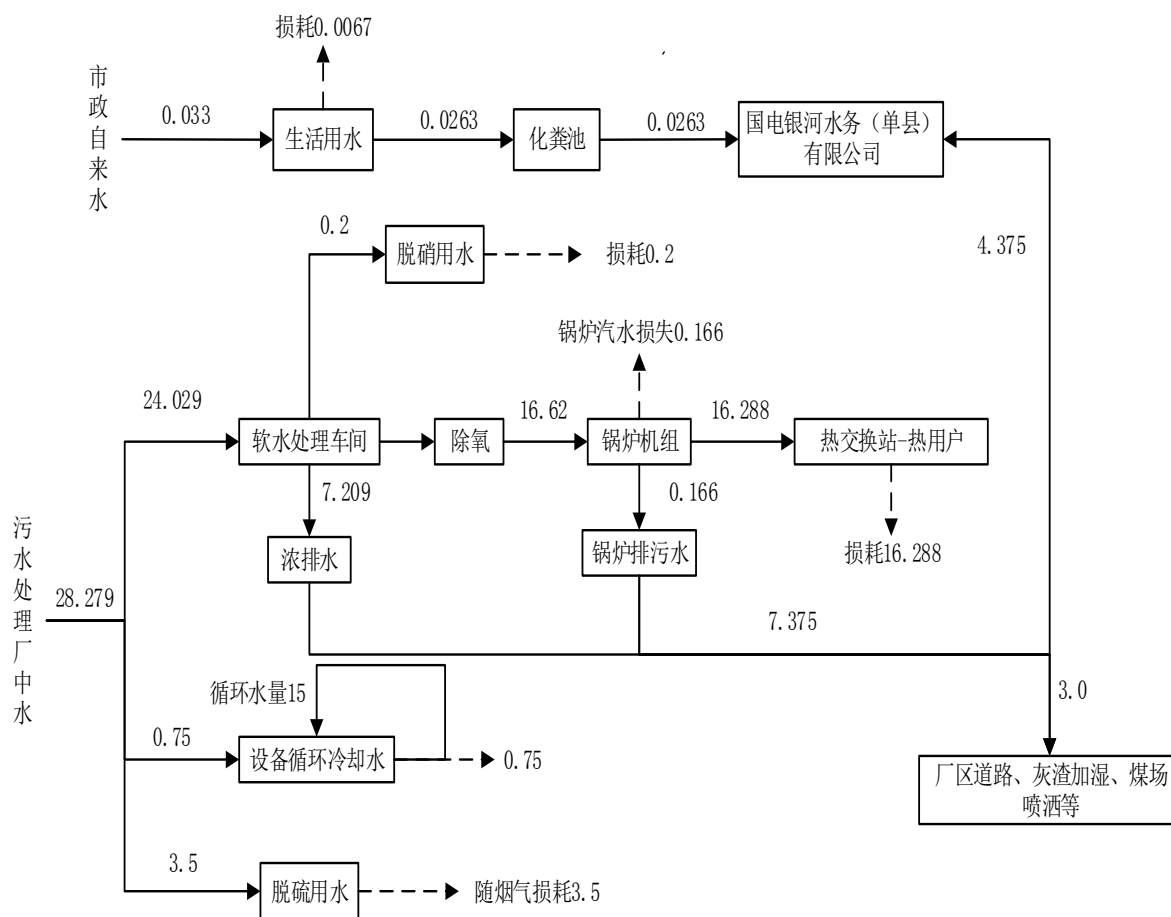 损耗0.0067
市政自来水
0.033
生活用水
0.0263
化粪池
0.0263
国电银河水务（单县）
有限公司
0.2
脱硝用水
损耗0.2
4.375
锅炉汽水损失0.166
24.029
软水处理车间
除氧
16.62
锅炉机组
16.288
热交换站-热用户
7.209
0.166
浓排水
锅炉排污水
损耗16.288
污水处理厂中水
28.279
7.375
循环水量15
3.0
0.75
设备循环冷却水
0.75
厂区道路、灰渣加湿、煤场
喷洒等
3.5
脱硫用水
随烟气损耗3.5